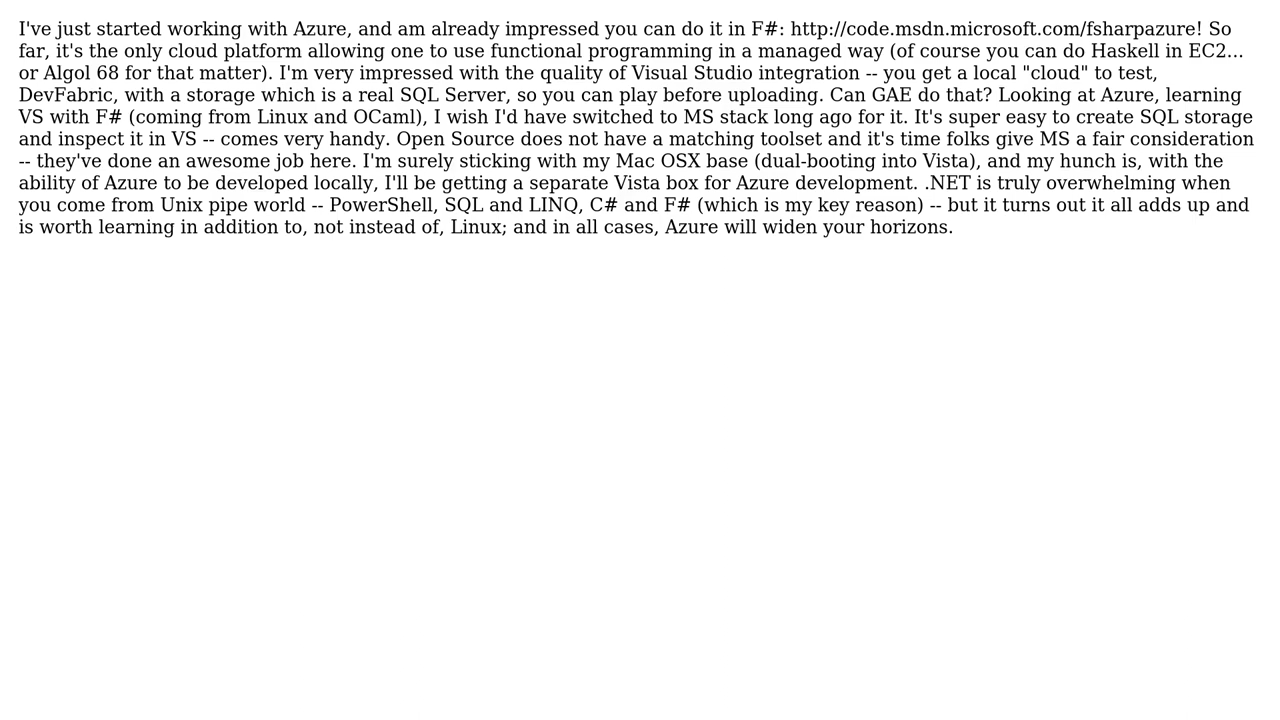 I've just started working with Azure, and am already impressed you can do it in F#: http://code.msdn.microsoft.com/fsharpazure! So
far, it's the only cloud platform allowing one to use functional programming in a managed way (of course you can do Haskell in EC2...
or Algol 68 for that matter). I'm very impressed with the quality of Visual Studio integration -- you get a local "cloud" to test,
DevFabric, with a storage which is a real SQL Server, so you can play before uploading. Can GAE do that? Looking at Azure, learning
VS with F# (coming from Linux and OCaml), I wish I'd have switched to MS stack long ago for it. It's super easy to create SQL storage
and inspect it in VS -- comes very handy. Open Source does not have a matching toolset and it's time folks give MS a fair consideration
-- they've done an awesome job here. I'm surely sticking with my Mac OSX base (dual-booting into Vista), and my hunch is, with the
ability of Azure to be developed locally, I'll be getting a separate Vista box for Azure development. .NET is truly overwhelming when
you come from Unix pipe world -- PowerShell, SQL and LINQ, C# and F# (which is my key reason) -- but it turns out it all adds up and
is worth learning in addition to, not instead of, Linux; and in all cases, Azure will widen your horizons.